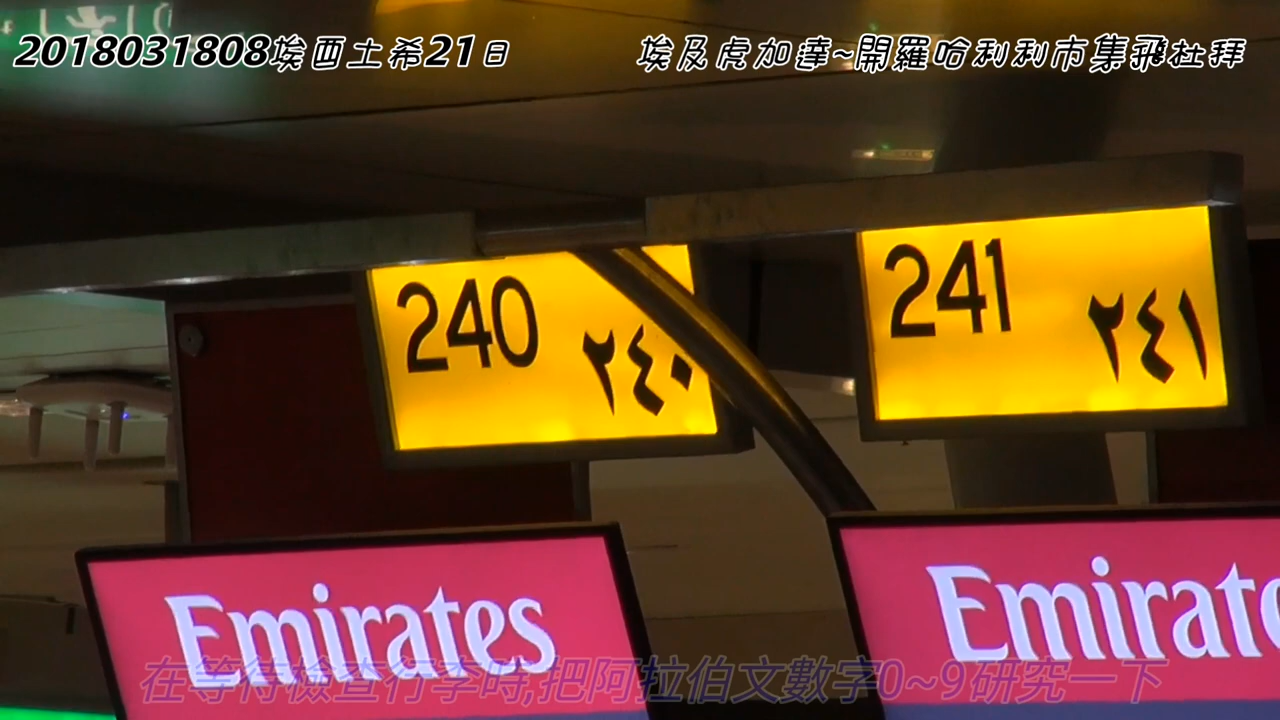 2018031808埃西土希21日
埃及虎加達~開羅哈利利市集飛杜拜
240
٢٤٠
241
٢٤١
Emirates
Emirate
在等待檢查行李時,把阿拉伯文數字0~9研究一下